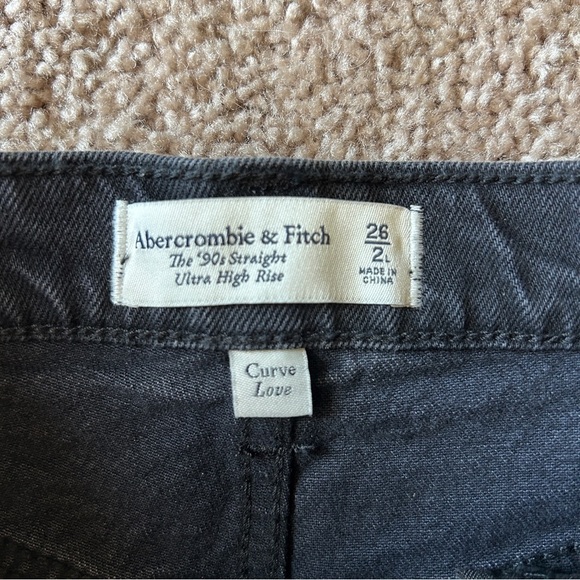 Abercrombie & Fitch
The '90s Straight
Ultra High Rise
26
2L
MADE IN
CHINA
Curve
Love